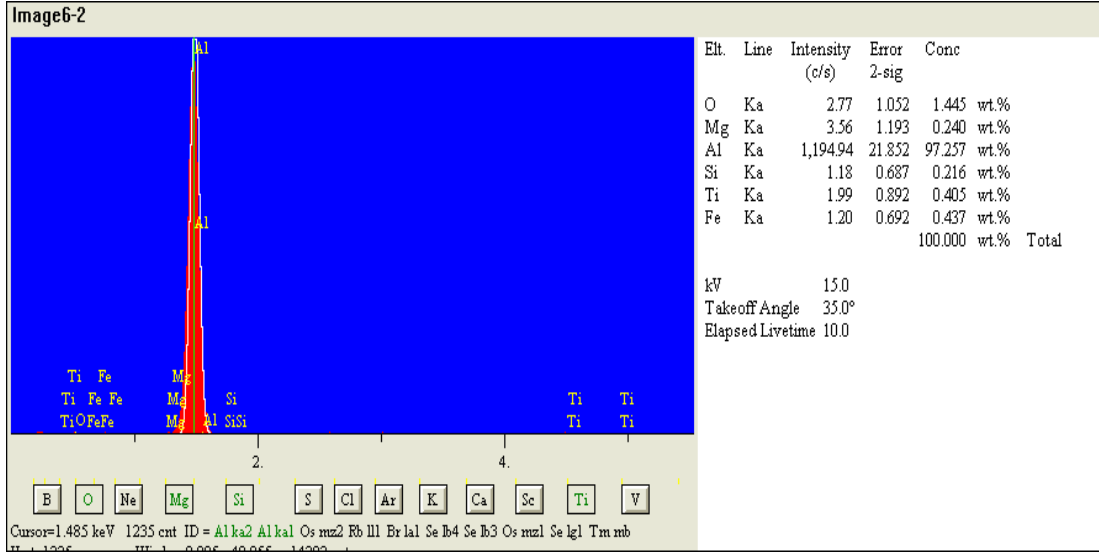 Image6-2
Elt. Line Intensity Error Conc
(c/s) 2-sig
O Ka 2.77 1.052 1.445 wt.%
Mg Ka 3.56 1.193 0.240 wt.%
Al Ka 1,194.94 21.852 97.257 wt.%
Si Ka 1.18 0.687 0.216 wt.%
Ti Ka 1.99 0.892 0.405 wt.%
Fe Ka 1.20 0.692 0.437 wt.%
100.000 wt.% Total
kV 15.0
Takeoff Angle 35.0°
Elapsed Livetime 10.0
Al
Al
Ti Fe Mg
Ti Fe Fe Mg Si Ti Ti
Ti O Fe Fe Mg Al Si Si Ti Ti
2. 4.
B O Ne Mg Si S Cl Ar K Ca Sc Ti V
Cursor=1.485 keV 1235 cnt ID = Al ka2 Al ka1 Os mz2 Rb ll1 Br la1 Se lb4 Se lb3 Os mz1 Se lg1 Tm mb